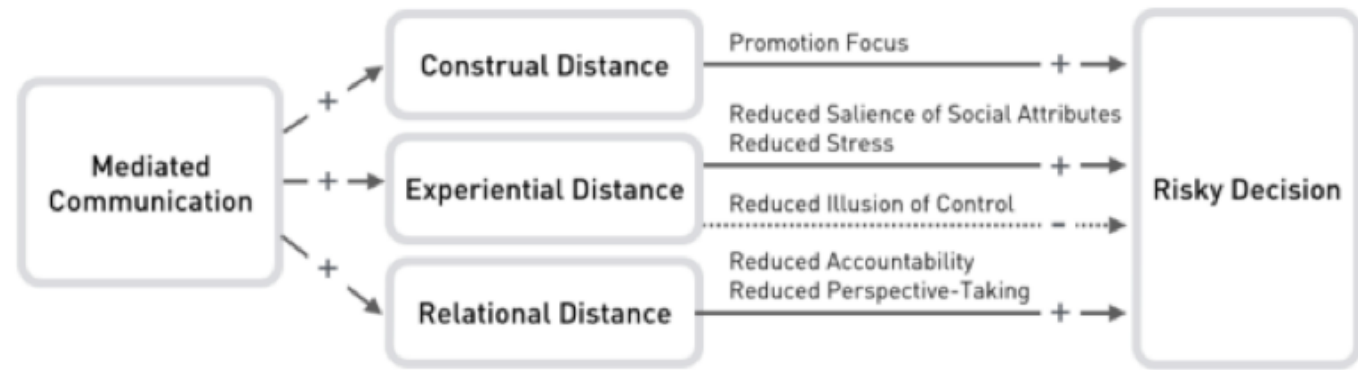 Mediated
Communication
+
+
+
Construal Distance
Experiential Distance
Relational Distance
Promotion Focus
+
Reduced Salience of Social Attributes
Reduced Stress
+
Reduced Illusion of Control
-
Reduced Accountability
Reduced Perspective-Taking
+
Risky Decision